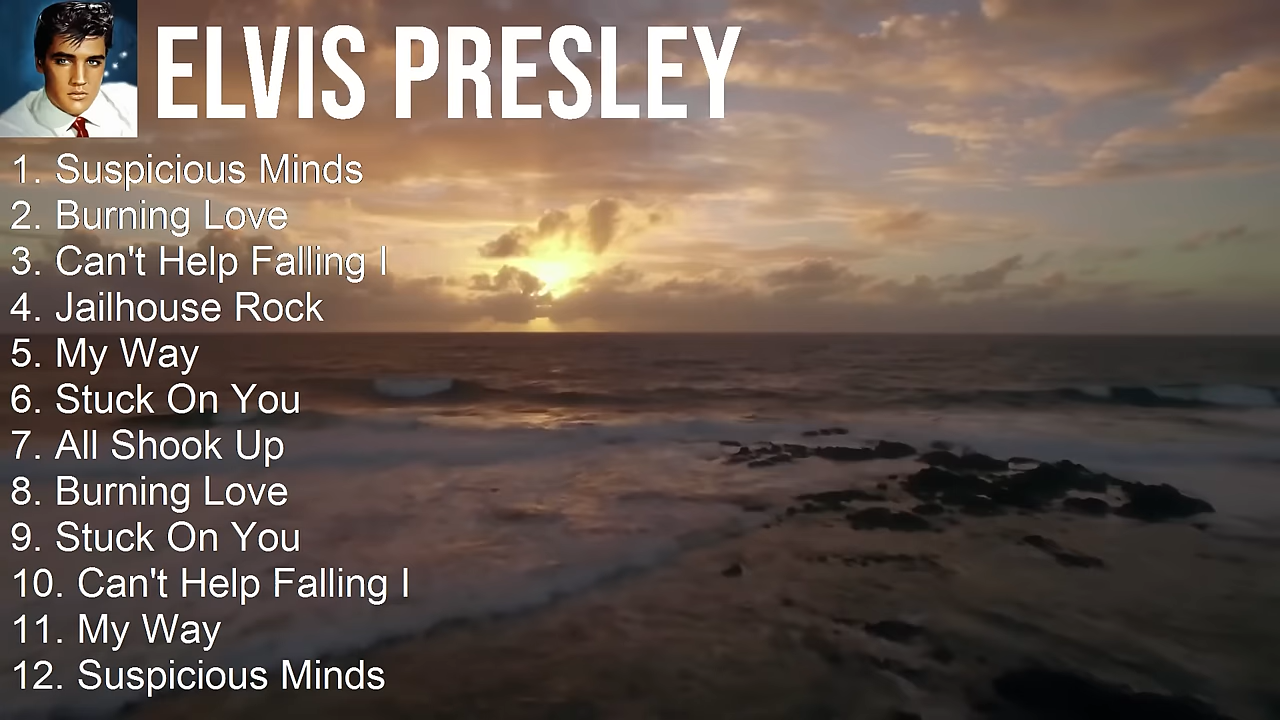 ELVIS PRESLEY
1. Suspicious Minds
2. Burning Love
3. Can't Help Falling I
4. Jailhouse Rock
5. My Way
6. Stuck On You
7. All Shook Up
8. Burning Love
9. Stuck On You
10. Can't Help Falling I
11. My Way
12. Suspicious Minds